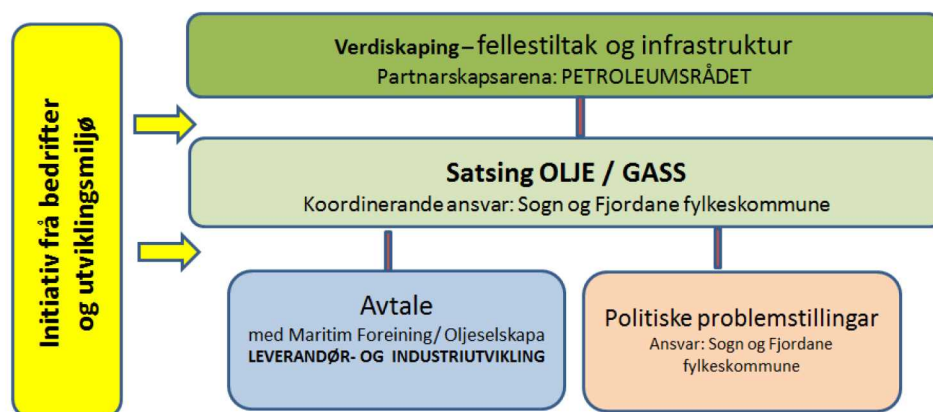 Initiativ frå bedrifter
og utviklingsmiljø
Verdiskaping – fellestiltak og infrastruktur
Partnarskapsarena: PETROLEUMSRÅDET
Satsing OLJE / GASS
Koordinerande ansvar: Sogn og Fjordane fylkeskommune
Avtale
med Maritim Foreining/ Oljeselskapa
LEVERANDØR- OG INDUSTRIUTVIKLING
Politiske problemstillingar
Ansvar: Sogn og Fjordane
fylkeskommune